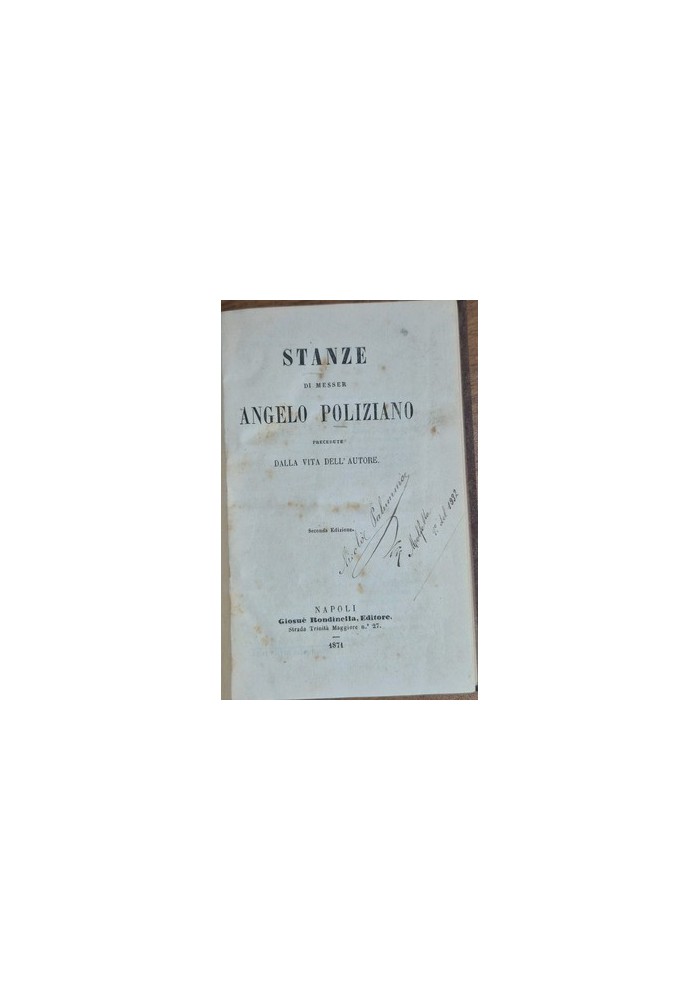 STANZE
DI MESSER
ANGELO POLIZIANO
PRECEDUTE
DALLA VITA DELL'AUTORE.
Seconda Edizione.
NAPOLI
Giosuè Rondinella, Editore.
Strada Trinità Maggiore n.º 27.
1871